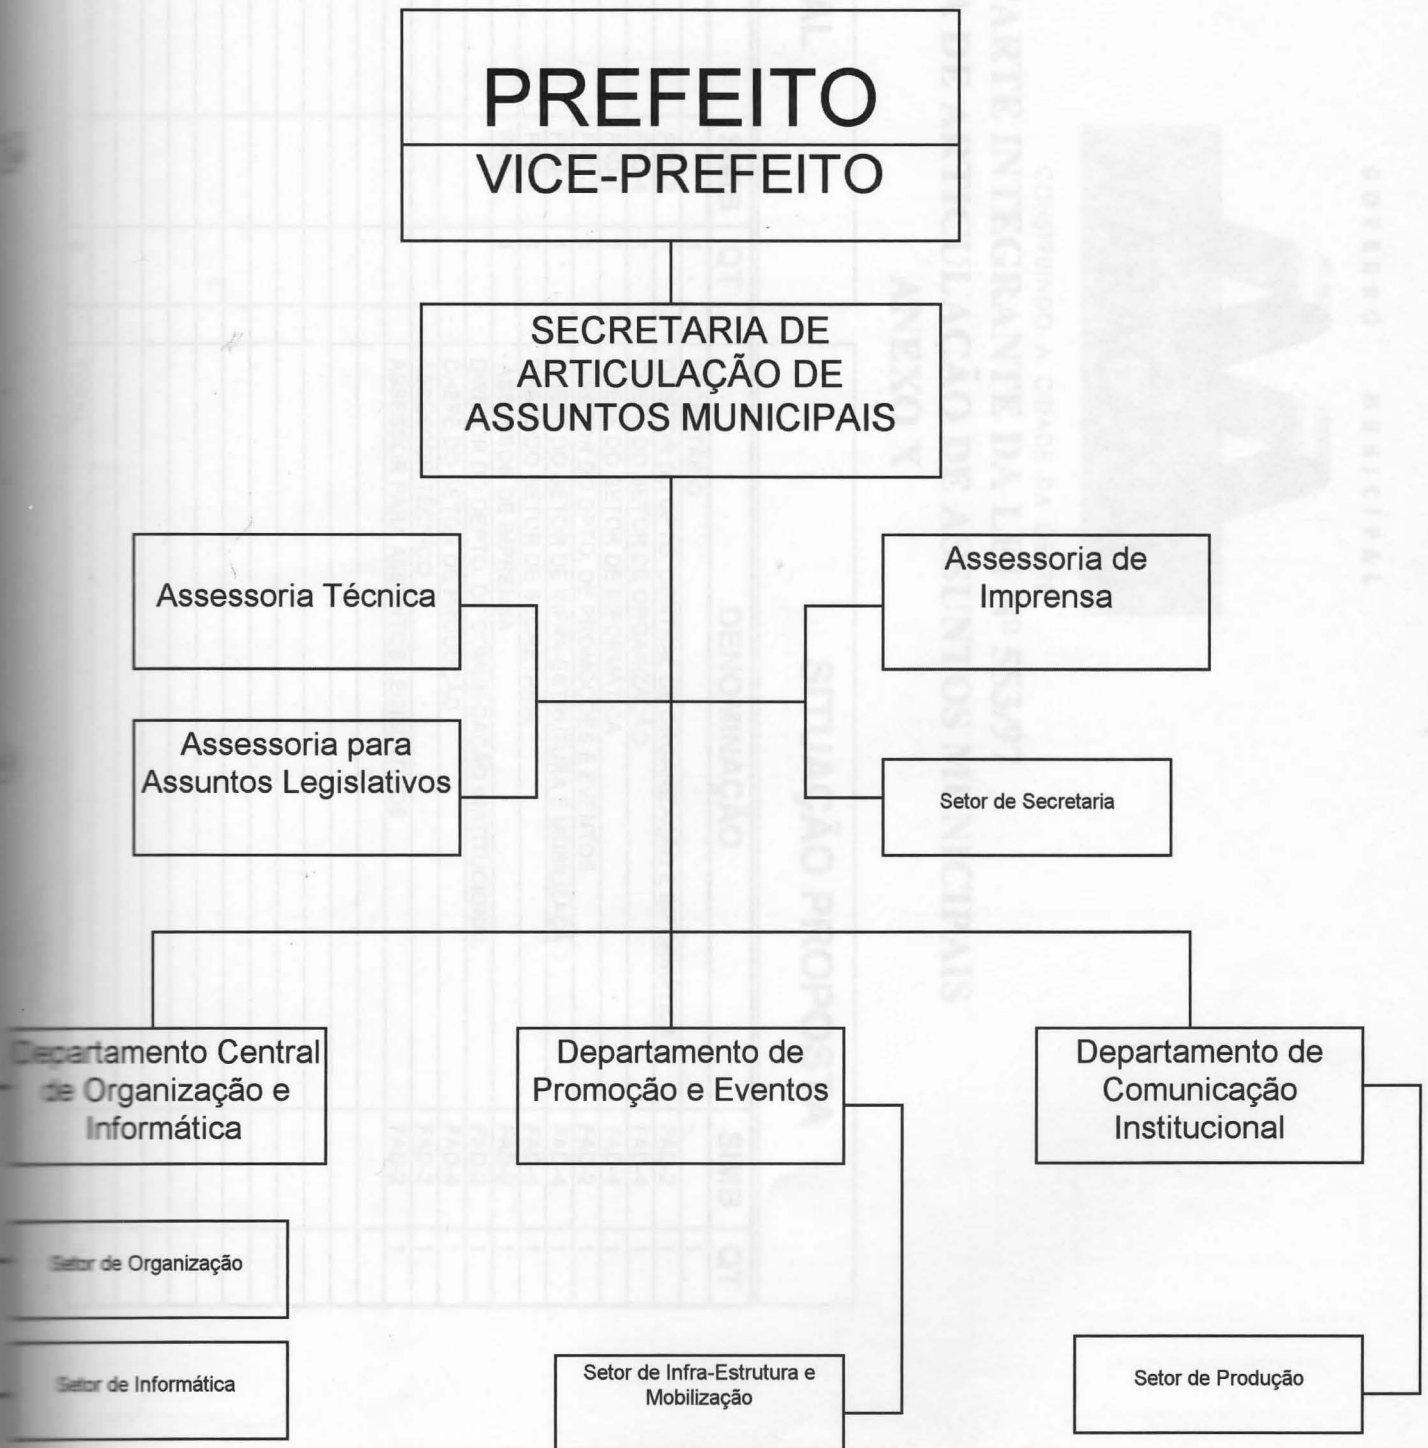 PREFEITO
VICE-PREFEITO
SECRETARIA DE
ARTICULAÇÃO DE
ASSUNTOS MUNICIPAIS
Assessoria Técnica
Assessoria de
Imprensa
Assessoria para
Assuntos Legislativos
Setor de Secretaria
Departamento Central
de Organização e
Informática
Departamento de
Promoção e Eventos
Departamento de
Comunicação
Institucional
Setor de Organização
Setor de Informática
Setor de Infra-Estrutura e
Mobilização
Setor de Produção